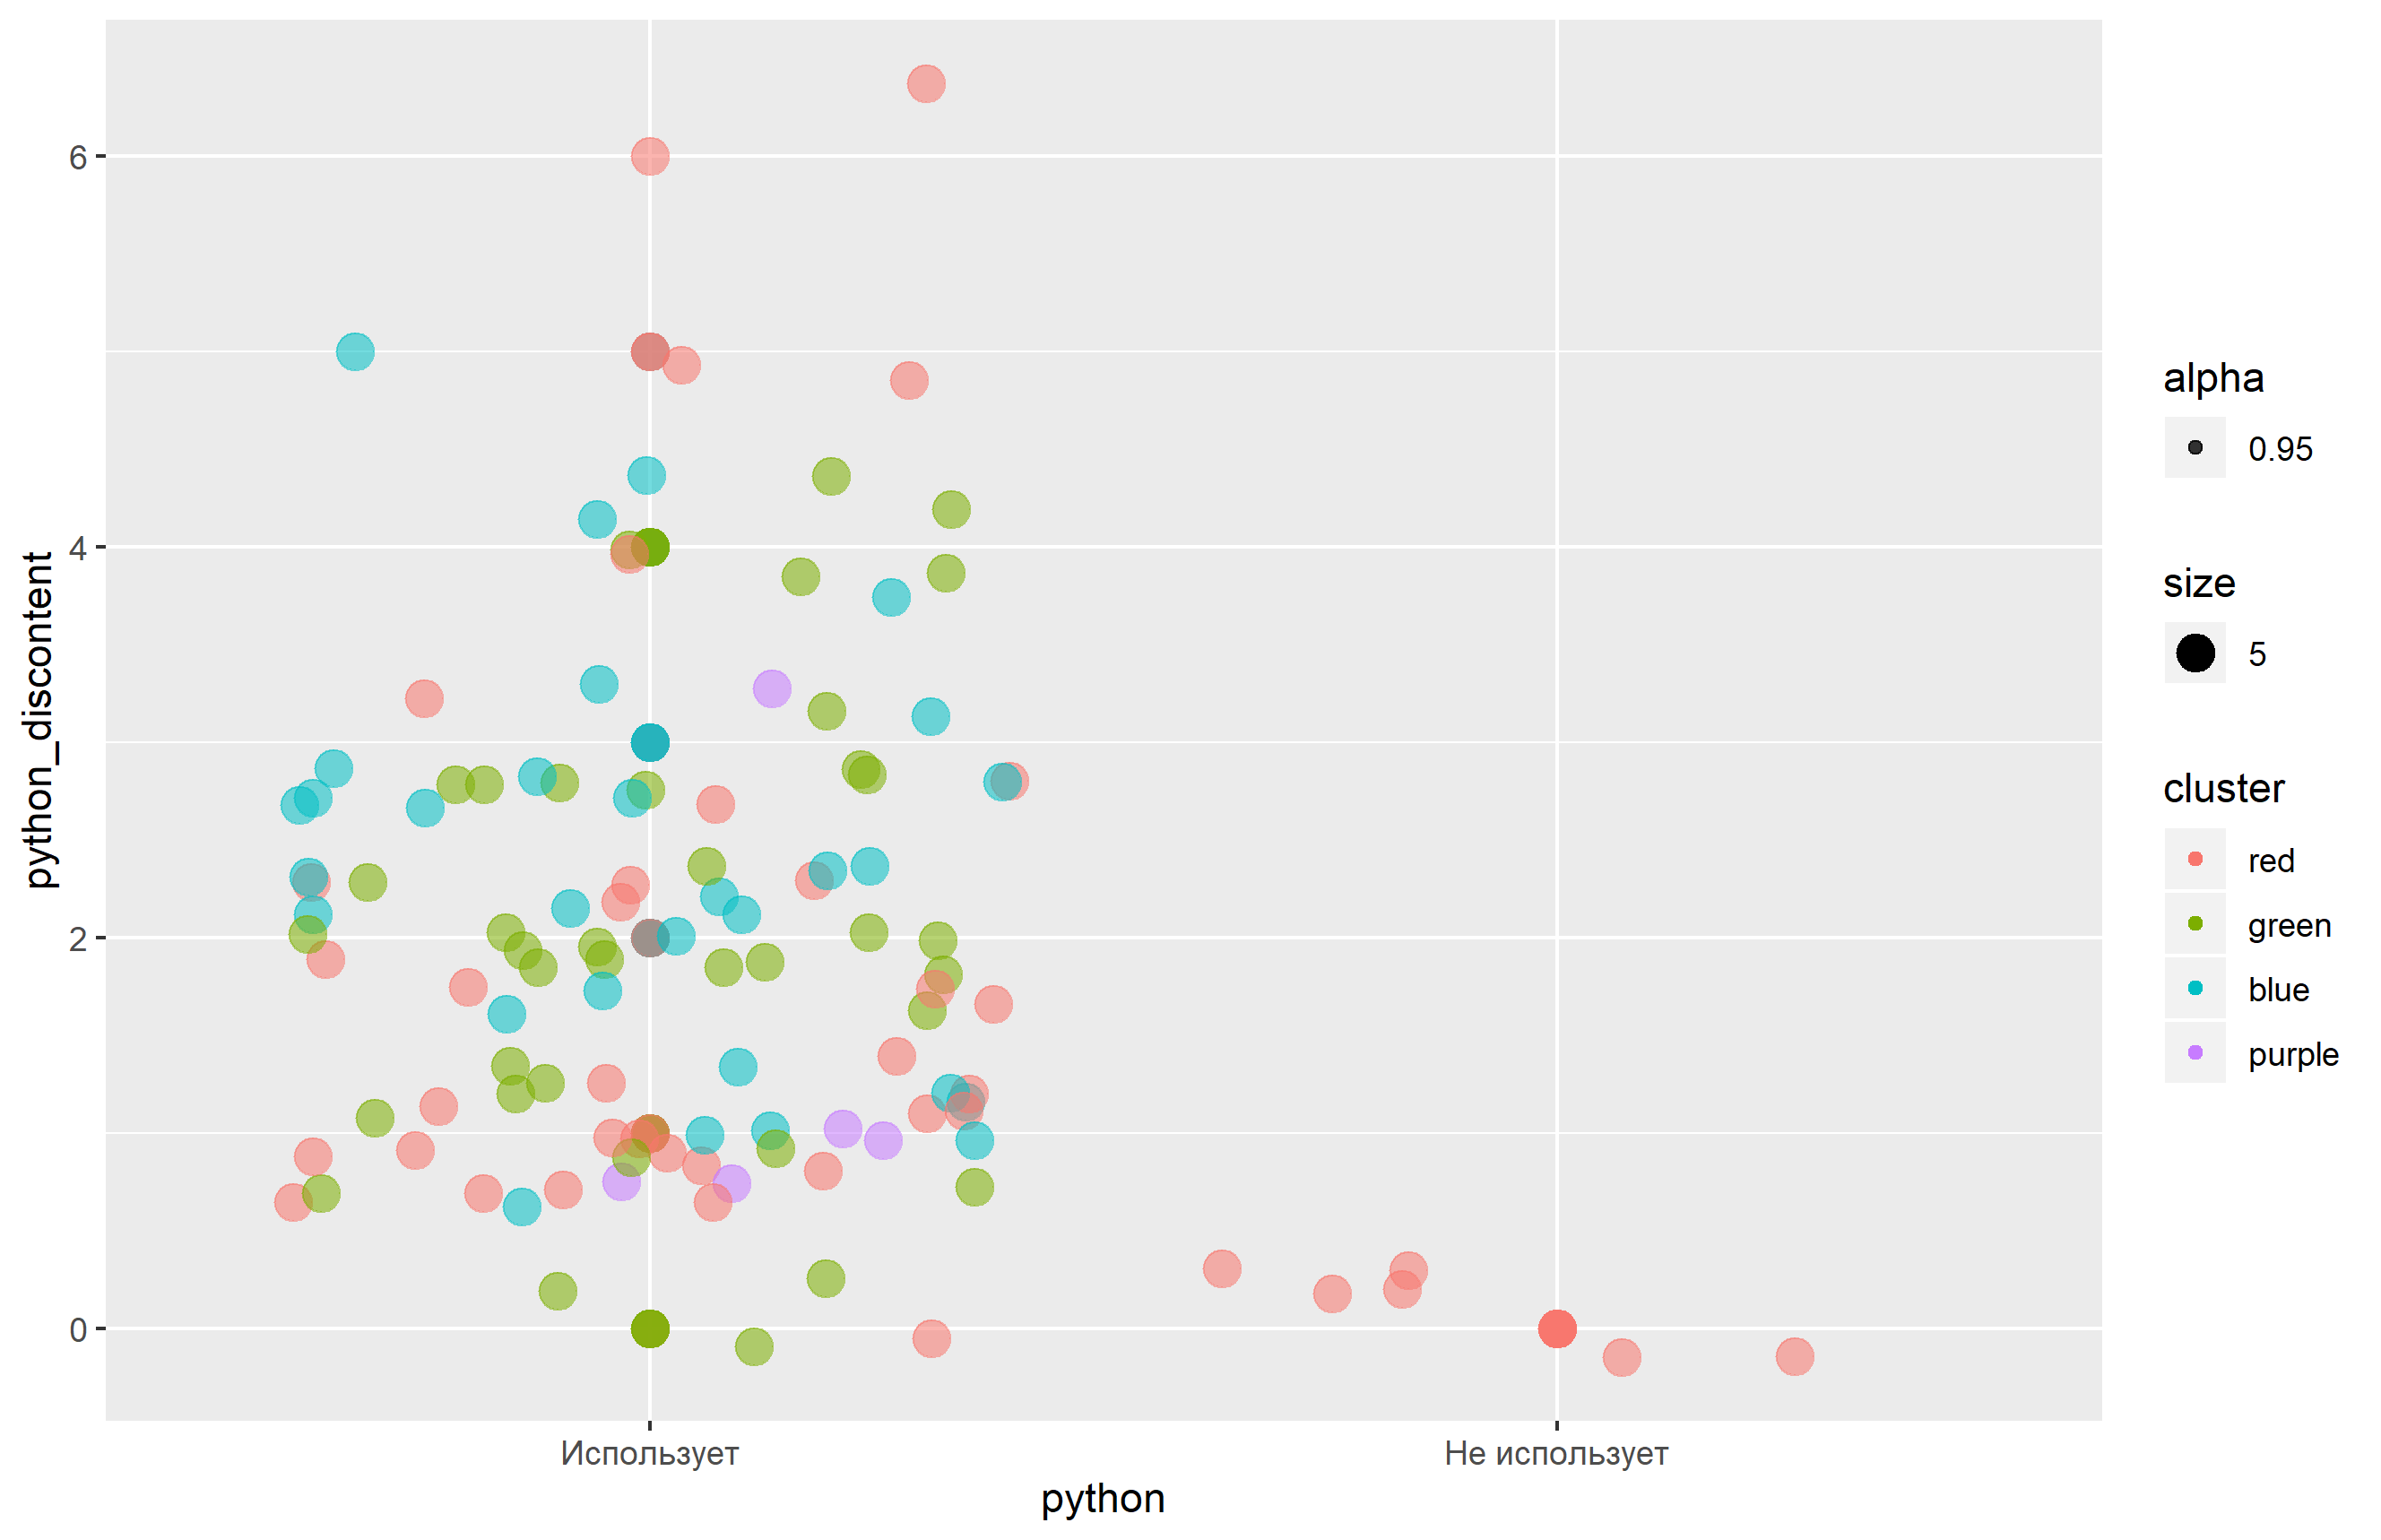 python_discontent
6
4
2
0
Использует
Не использует
python
alpha
0.95
size
5
cluster
red
green
blue
purple